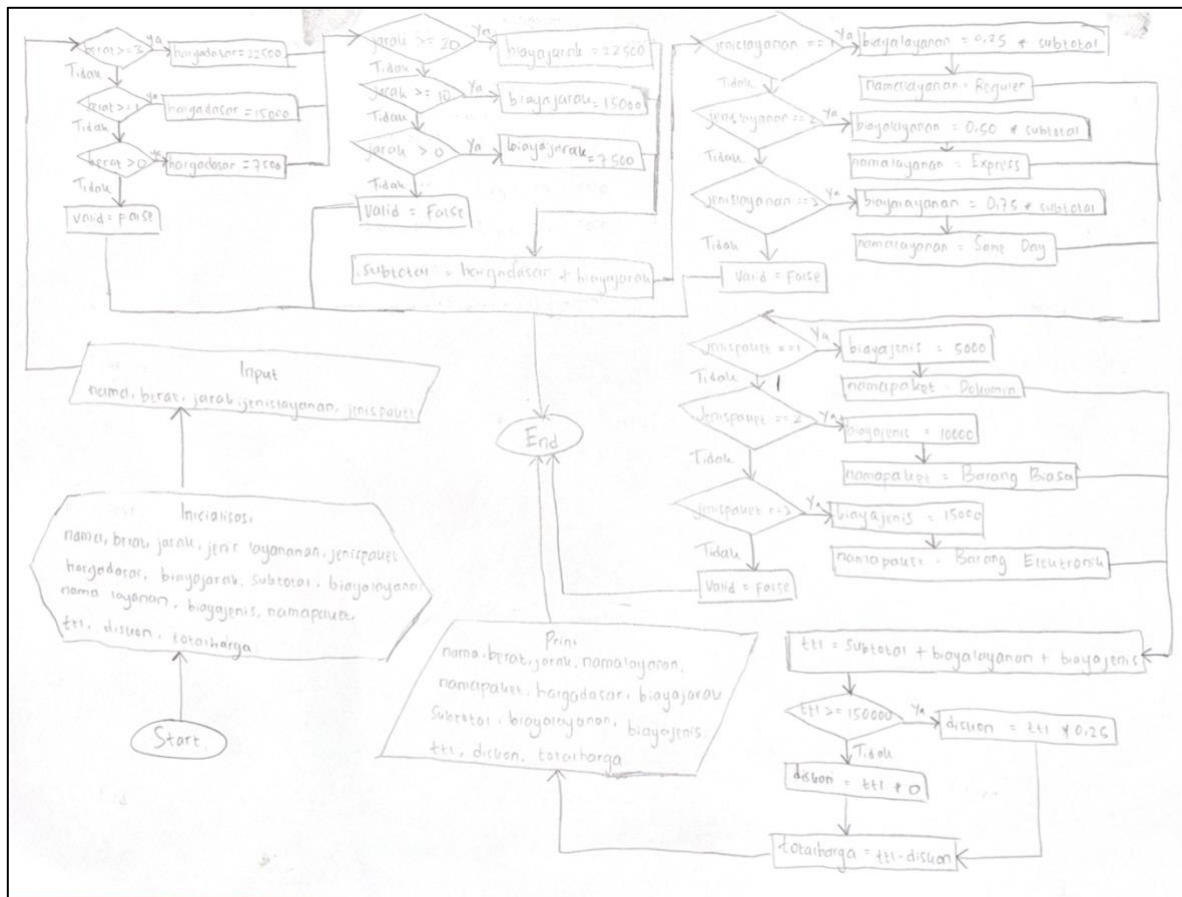 berat >= 3
Ya
hargadasar = 22500
Tidak
berat >= 1
Ya
hargadasar = 15000
Tidak
berat > 0
Ya
hargadasar = 7500
Tidak
Valid = False
jarak >= 20
Ya
biayajarak = 22500
Tidak
jarak >= 10
Ya
biayajarak = 15000
Tidak
jarak > 0
Ya
biayajarak = 7500
Tidak
Valid = False
subtotal = hargadasar + biayajarak
jenislayanan == 1
Ya
biayalayanan = 0,25 * subtotal
namalayanan = Reguler
Tidak
jenislayanan == 2
Ya
biayalayanan = 0,50 * subtotal
namalayanan = Express
Tidak
jenislayanan == 3
Ya
biayalayanan = 0,75 * subtotal
namalayanan = Same Day
Tidak
Valid = False
jenispaket == 1
Ya
biayajenis = 5000
namapaket = Dokumen
Tidak
jenispaket == 2
Ya
biayajenis = 10000
namapaket = Barang Biasa
Tidak
jenispaket == 3
Ya
biayajenis = 15000
namapaket = Barang Elektronik
Tidak
Valid = False
Input
nama, berat, jarak, jenislayanan, jenispaket
End
Inicialisasi
nama, berat, jarak, jenis layananan, jenispaket
hargadasar, biayajarak, subtotal, biayalayanan
nama layanan, biayajenis, namapaket,
ttl, diskon, totalharga
Start
Print
nama, berat, jarak, namalayanan,
namapaket, hargadasar, biayajarak
Subtotal, biayalayanan, biayajenis,
ttl, diskon, totalharga
ttl = subtotal + biayalayanan + biayajenis
ttl >= 150000
Ya
diskon = ttl * 0,25
Tidak
diskon = ttl * 0
totalharga = ttl - diskon